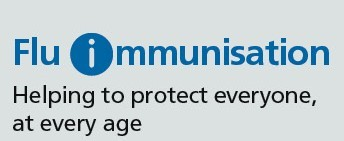 Flu immunisation
Helping to protect everyone,
at every age